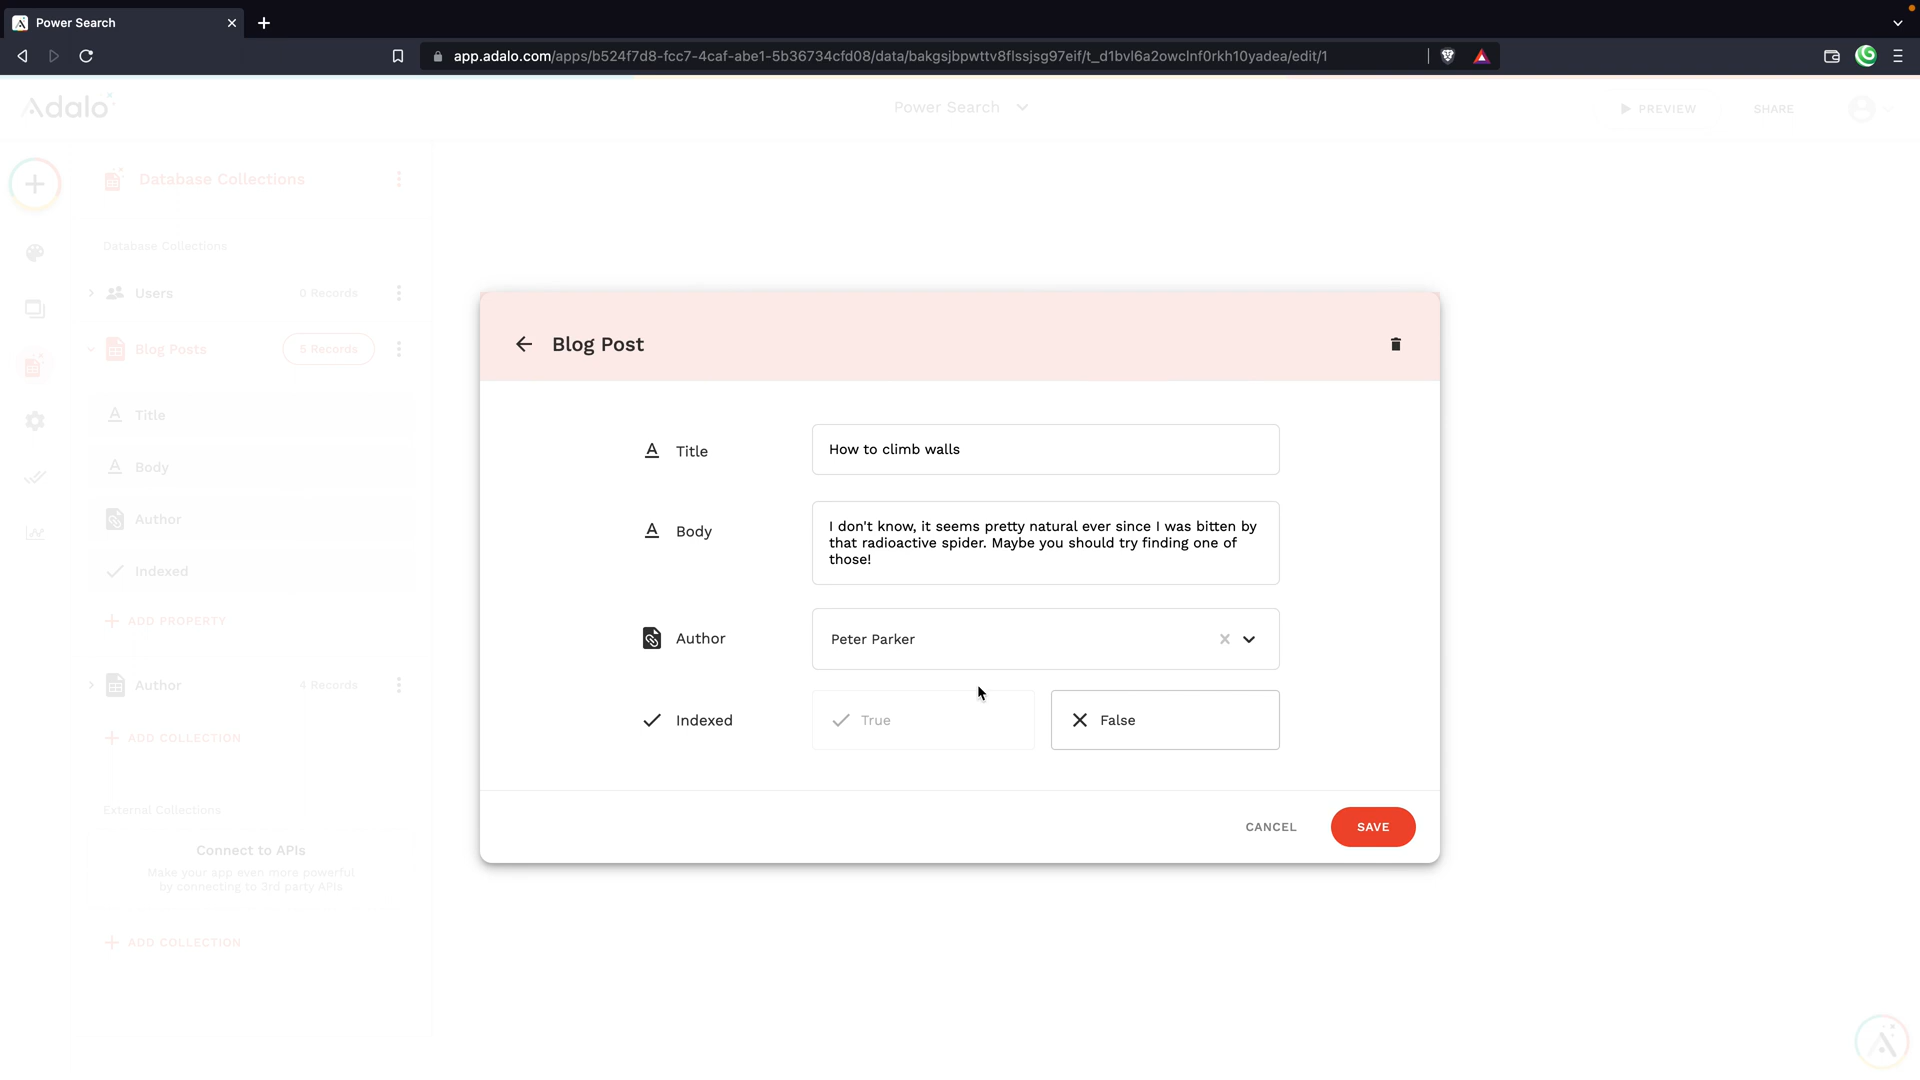 Power Search
app.adalo.com/apps/b524f7d8-fcc7-4caf-abe1-5b36734cfd08/data/bakgsjbpwttv8flssjsg97eif/t_d1bvl6a2owclnf0rkh10yadea/edit/1
Adalo
Power Search
PREVIEW
SHARE
Database Collections
Database Collections
Users
0 Records
Blog Posts
5 Records
Title
Body
Author
Indexed
ADD PROPERTY
Author
4 Records
ADD COLLECTION
External Collections
Connect to APIs
Make your app even more powerful
by connecting to 3rd party APIs
ADD COLLECTION
Blog Post
Title
How to climb walls
Body
I don't know, it seems pretty natural ever since I was bitten by
that radioactive spider. Maybe you should try finding one of
those!
Author
Peter Parker
Indexed
True
False
CANCEL
SAVE